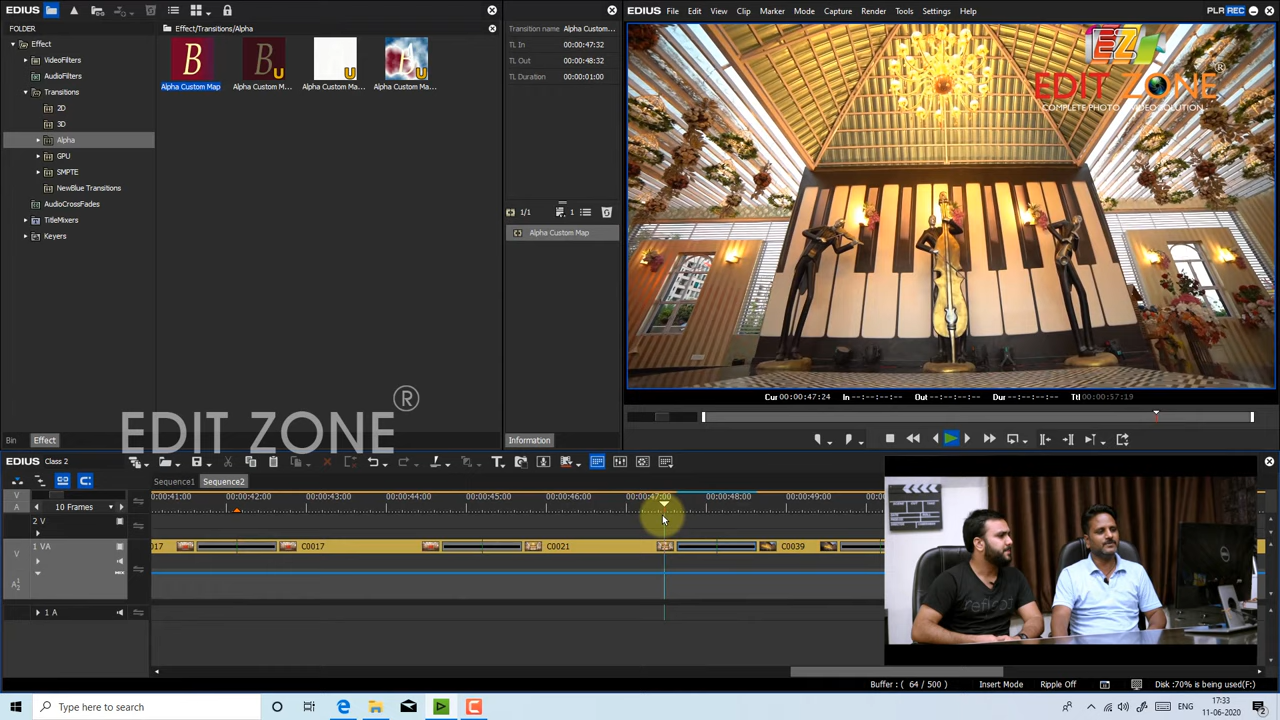 EDIUS
FOLDER
Effect
VideoFilters
AudioFilters
Transitions
2D
3D
Alpha
GPU
SMPTE
NewBlue Transitions
AudioCrossFades
TitleMixers
Keyers
Bin
Effect
Effect/Transitions/Alpha
B
B
U
U
U
Alpha Custom Map
Alpha Custom M...
Alpha Custom Ma...
Alpha Custom Ma...
Transition name Alpha Custom...
TL In 00:00:47:32
TL Out 00:00:48:32
TL Duration 00:00:01:00
1/1
1
Alpha Custom Map
Information
EDIUS File Edit View Clip Marker Mode Capture Render Tools Settings Help PLR REC
EZ
EDIT ZONE ®
COMPLETE PHOTO & VIDEO SOLUTION
Cur 00:00:47:24 In --:--:--:-- Out --:--:--:-- Dur --:--:--:-- Ttl 00:00:57:19
EDIT ZONE ®
EDIUS Class 2
Sequence1 Sequence2
V
A
10 Frames
00:00:41:00 00:00:42:00 00:00:43:00 00:00:44:00 00:00:45:00 00:00:46:00 00:00:47:00 00:00:48:00 00:00:49:00
2 V
1 VA
V
A
17 C0017 C0021 C0039
1 A
Buffer : ( 64 / 500 ) Insert Mode Ripple Off Disk :70% is being used(F:)
Type here to search
17:33
11-06-2020
2